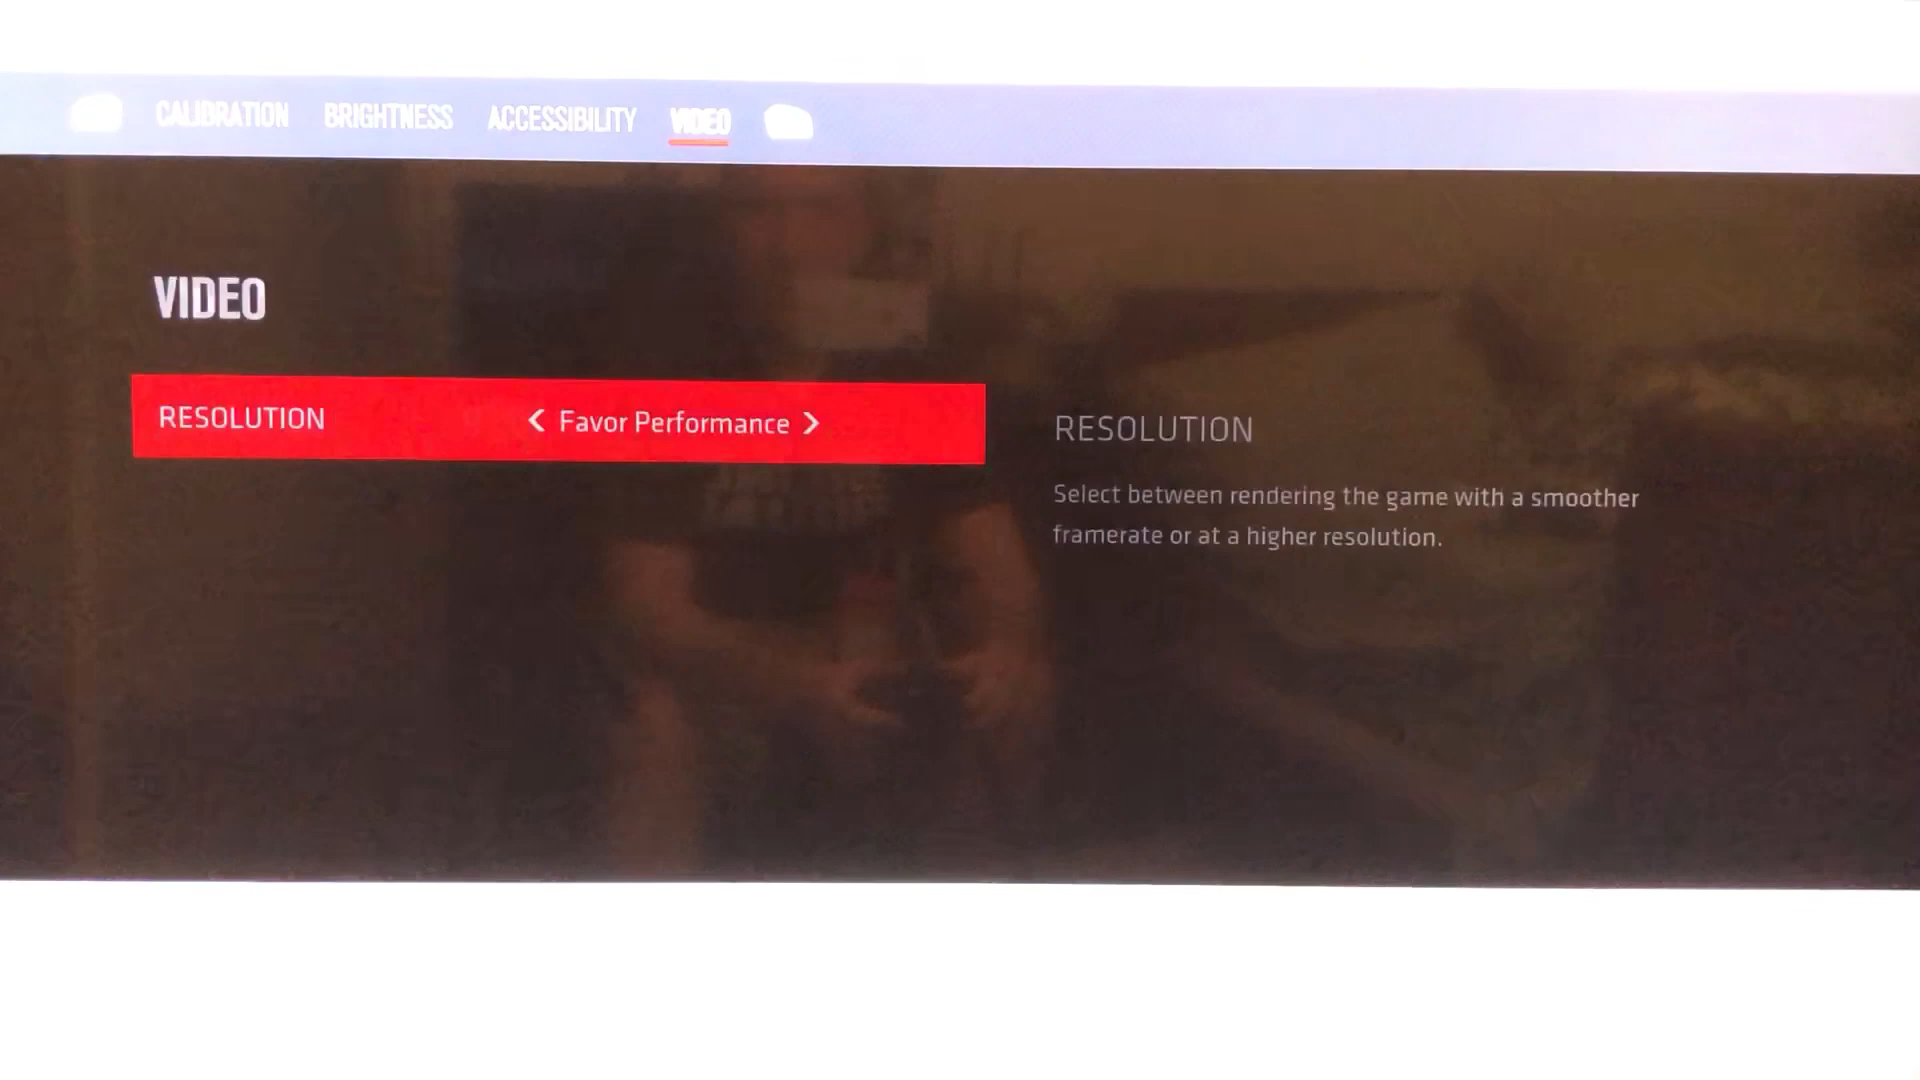 CALIBRATION BRIGHTNESS ACCESSIBILITY VIDEO
VIDEO
RESOLUTION < Favor Performance >
RESOLUTION
Select between rendering the game with a smoother
framerate or at a higher resolution.